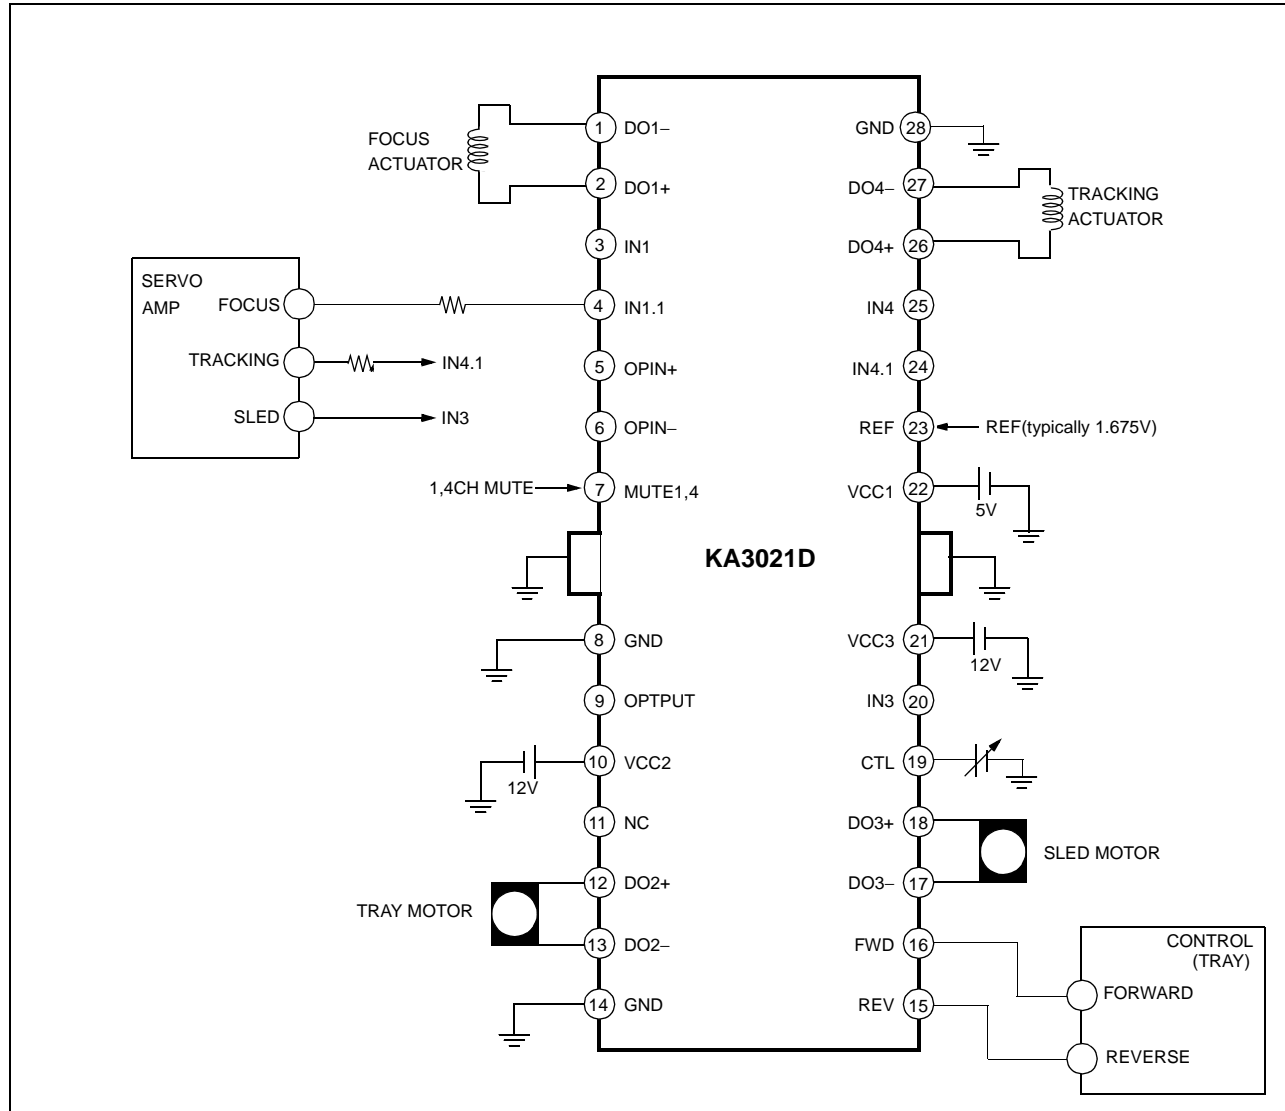 FOCUS
ACTUATOR
1 DO1−
2 DO1+
3 IN1
SERVO
AMP
FOCUS
TRACKING
SLED
IN4.1
IN3
4 IN1.1
5 OPIN+
6 OPIN−
1,4CH MUTE
7 MUTE1,4
8 GND
9 OPTPUT
12V
10 VCC2
11 NC
TRAY MOTOR
12 DO2+
13 DO2−
14 GND
KA3021D
GND 28
DO4− 27
TRACKING
ACTUATOR
DO4+ 26
IN4 25
IN4.1 24
REF 23
REF(typically 1.675V)
VCC1 22
5V
VCC3 21
12V
IN3 20
CTL 19
DO3+ 18
SLED MOTOR
DO3− 17
FWD 16
REV 15
CONTROL
(TRAY)
FORWARD
REVERSE